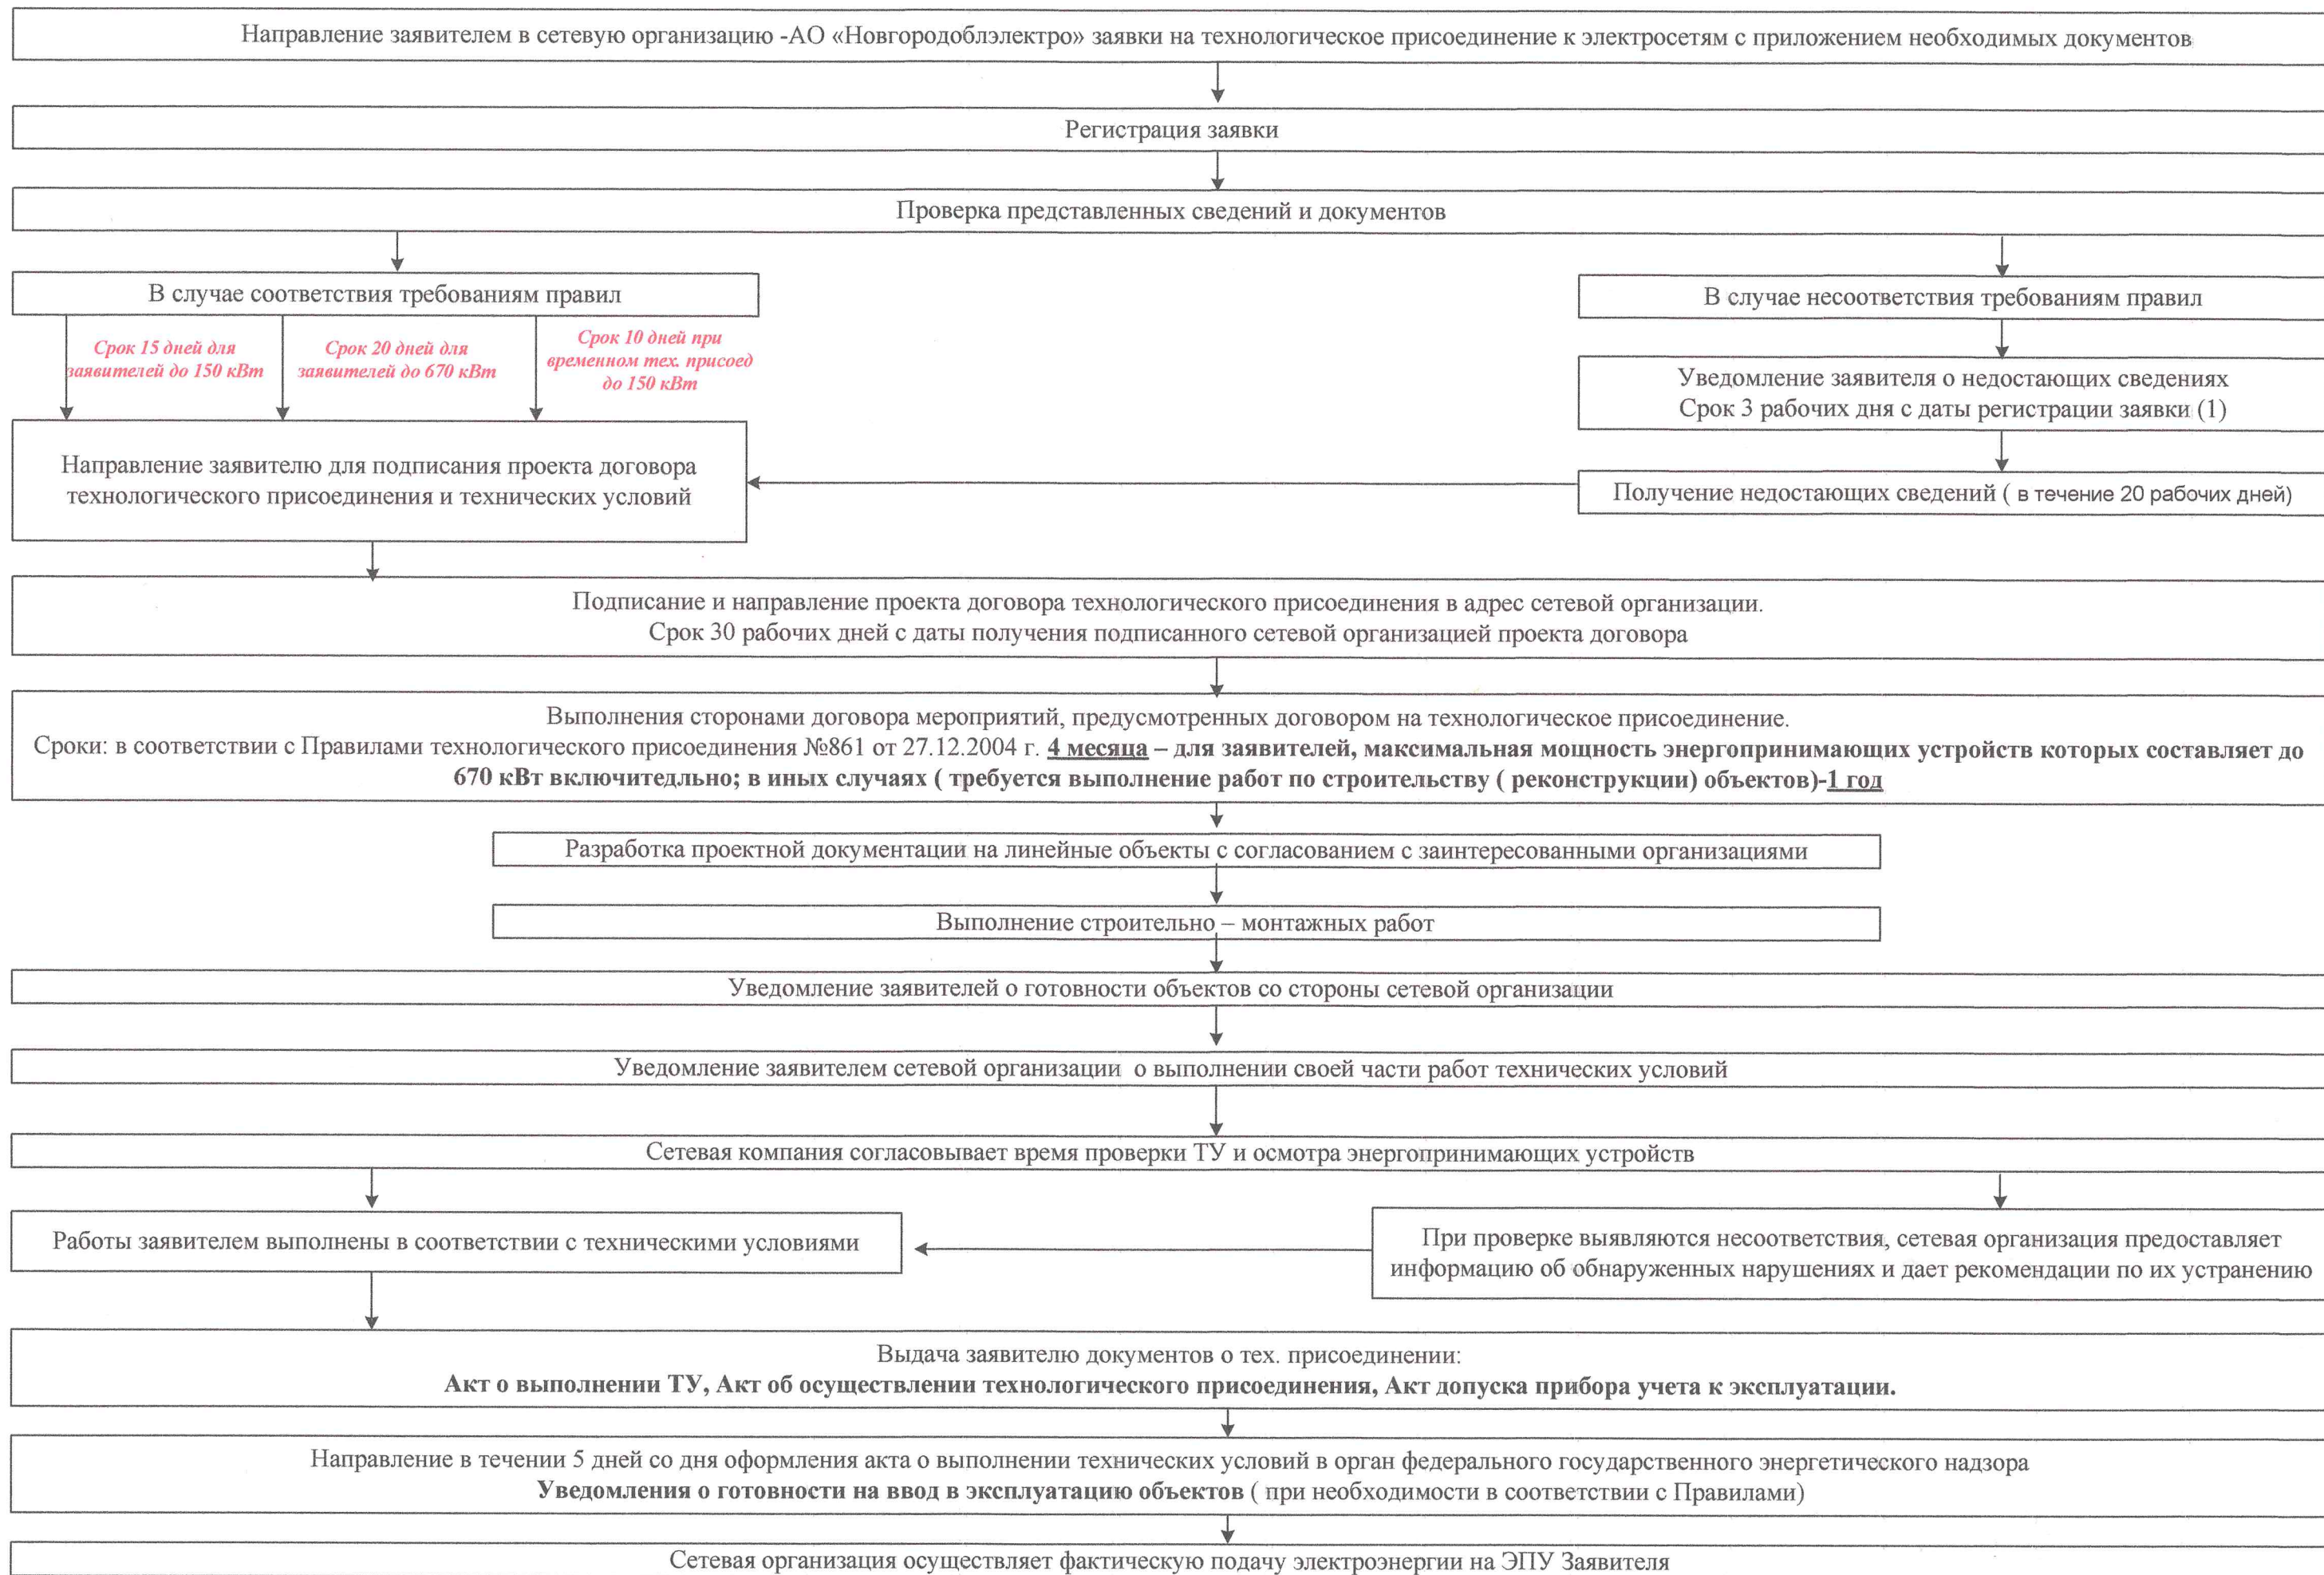 Направление заявителем в сетевую организацию -АО «Новгородоблэлектро» заявки на технологическое присоединение к электросетям с приложением необходимых документов
Регистрация заявки
Проверка представленных сведений и документов
В случае соответствия требованиям правил
В случае несоответствия требованиям правил
Срок 15 дней для
заявителей до 150 кВт
Срок 20 дней для
заявителей до 670 кВт
Срок 10 дней при
временном тех. присоед
до 150 кВт
Уведомление заявителя о недостающих сведениях
Срок 3 рабочих дня с даты регистрации заявки (1)
Направление заявителю для подписания проекта договора
технологического присоединения и технических условий
Получение недостающих сведений ( в течение 20 рабочих дней)
Подписание и направление проекта договора технологического присоединения в адрес сетевой организации.
Срок 30 рабочих дней с даты получения подписанного сетевой организацией проекта договора
Выполнения сторонами договора мероприятий, предусмотренных договором на технологическое присоединение.
Сроки: в соответствии с Правилами технологического присоединения №861 от 27.12.2004 г. 4 месяца – для заявителей, максимальная мощность энергопринимающих устройств которых составляет до
670 кВт включитедльно; в иных случаях ( требуется выполнение работ по строительству ( реконструкции) объектов)-1 год
Разработка проектной документации на линейные объекты с согласованием с заинтересованными организациями
Выполнение строительно – монтажных работ
Уведомление заявителей о готовности объектов со стороны сетевой организации
Уведомление заявителем сетевой организации о выполнении своей части работ технических условий
Сетевая компания согласовывает время проверки ТУ и осмотра энергопринимающих устройств
Работы заявителем выполнены в соответствии с техническими условиями
При проверке выявляются несоответствия, сетевая организация предоставляет
информацию об обнаруженных нарушениях и дает рекомендации по их устранению
Выдача заявителю документов о тех. присоединении:
Акт о выполнении ТУ, Акт об осуществлении технологического присоединения, Акт допуска прибора учета к эксплуатации.
Направление в течении 5 дней со дня оформления акта о выполнении технических условий в орган федерального государственного энергетического надзора
Уведомления о готовности на ввод в эксплуатацию объектов ( при необходимости в соответствии с Правилами)
Сетевая организация осуществляет фактическую подачу электроэнергии на ЭПУ Заявителя